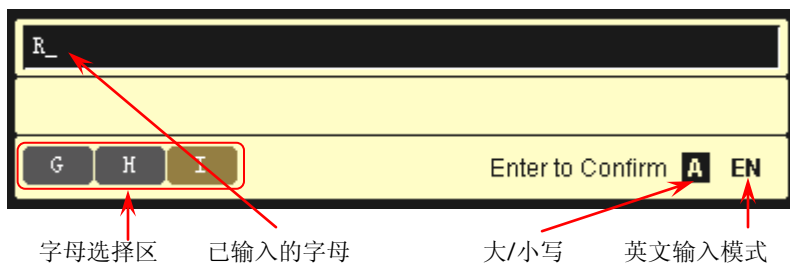 R_
G H I Enter to Confirm A EN
字母选择区 已输入的字母 大/小写 英文输入模式